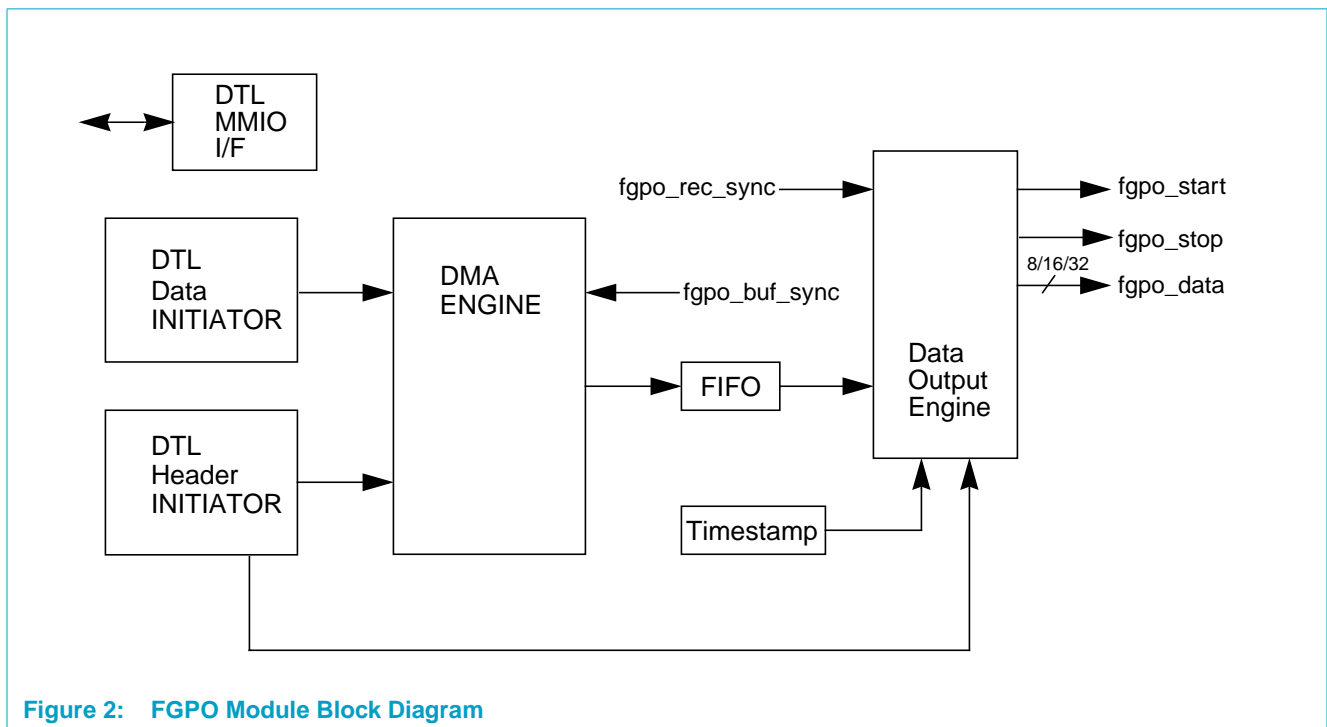 DTL
MMIO
I/F
fgpo_rec_sync
fgpo_start
fgpo_stop
8/16/32
fgpo_data
DTL
Data
INITIATOR
DMA
ENGINE
fgpo_buf_sync
FIFO
Data
Output
Engine
DTL
Header
INITIATOR
Timestamp
Figure 2: FGPO Module Block Diagram